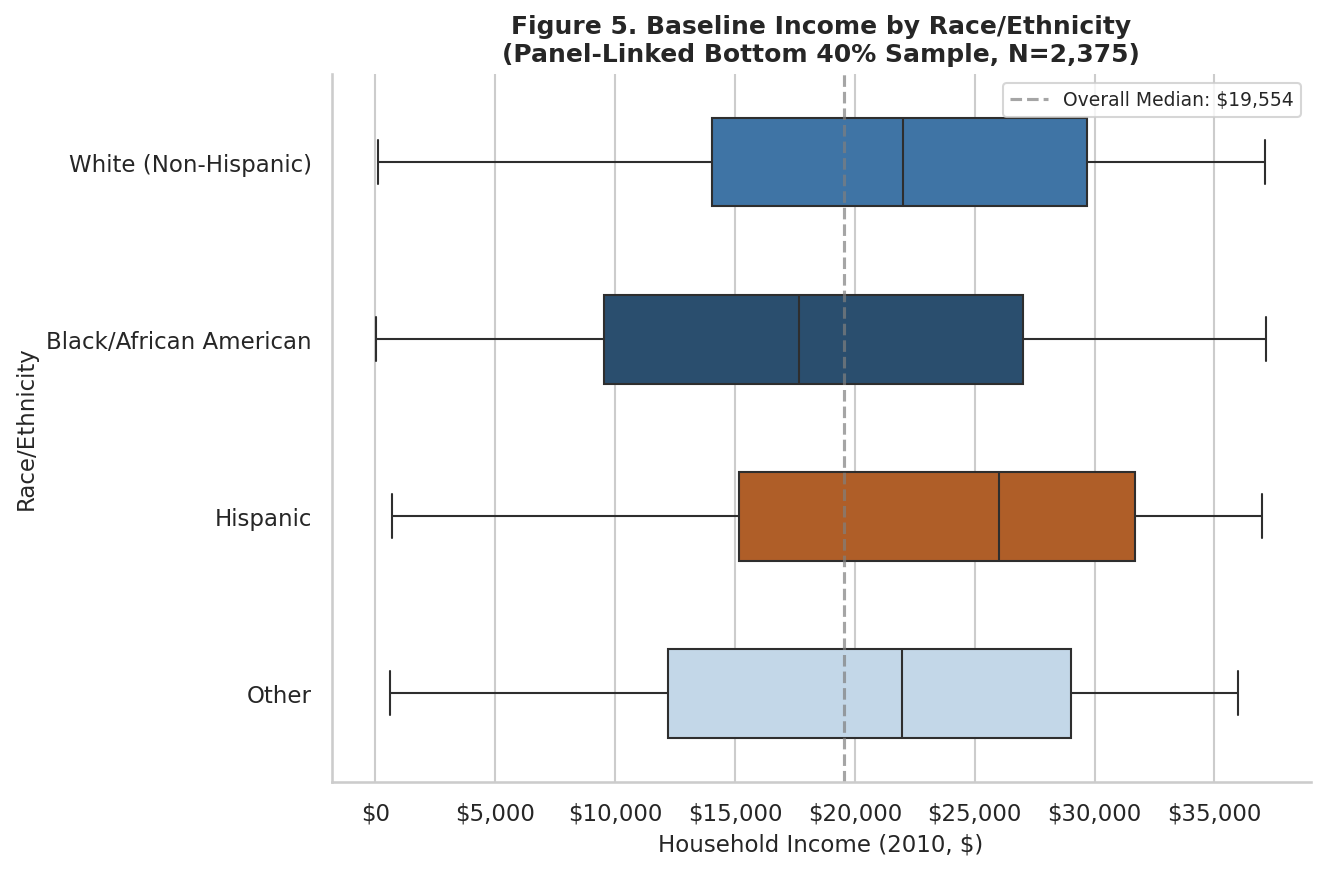 Figure 5. Baseline Income by Race/Ethnicity
(Panel-Linked Bottom 40% Sample, N=2,375)
Overall Median: $19,554
Race/Ethnicity
White (Non-Hispanic)
Black/African American
Hispanic
Other
$0 $5,000 $10,000 $15,000 $20,000 $25,000 $30,000 $35,000
Household Income (2010, $)